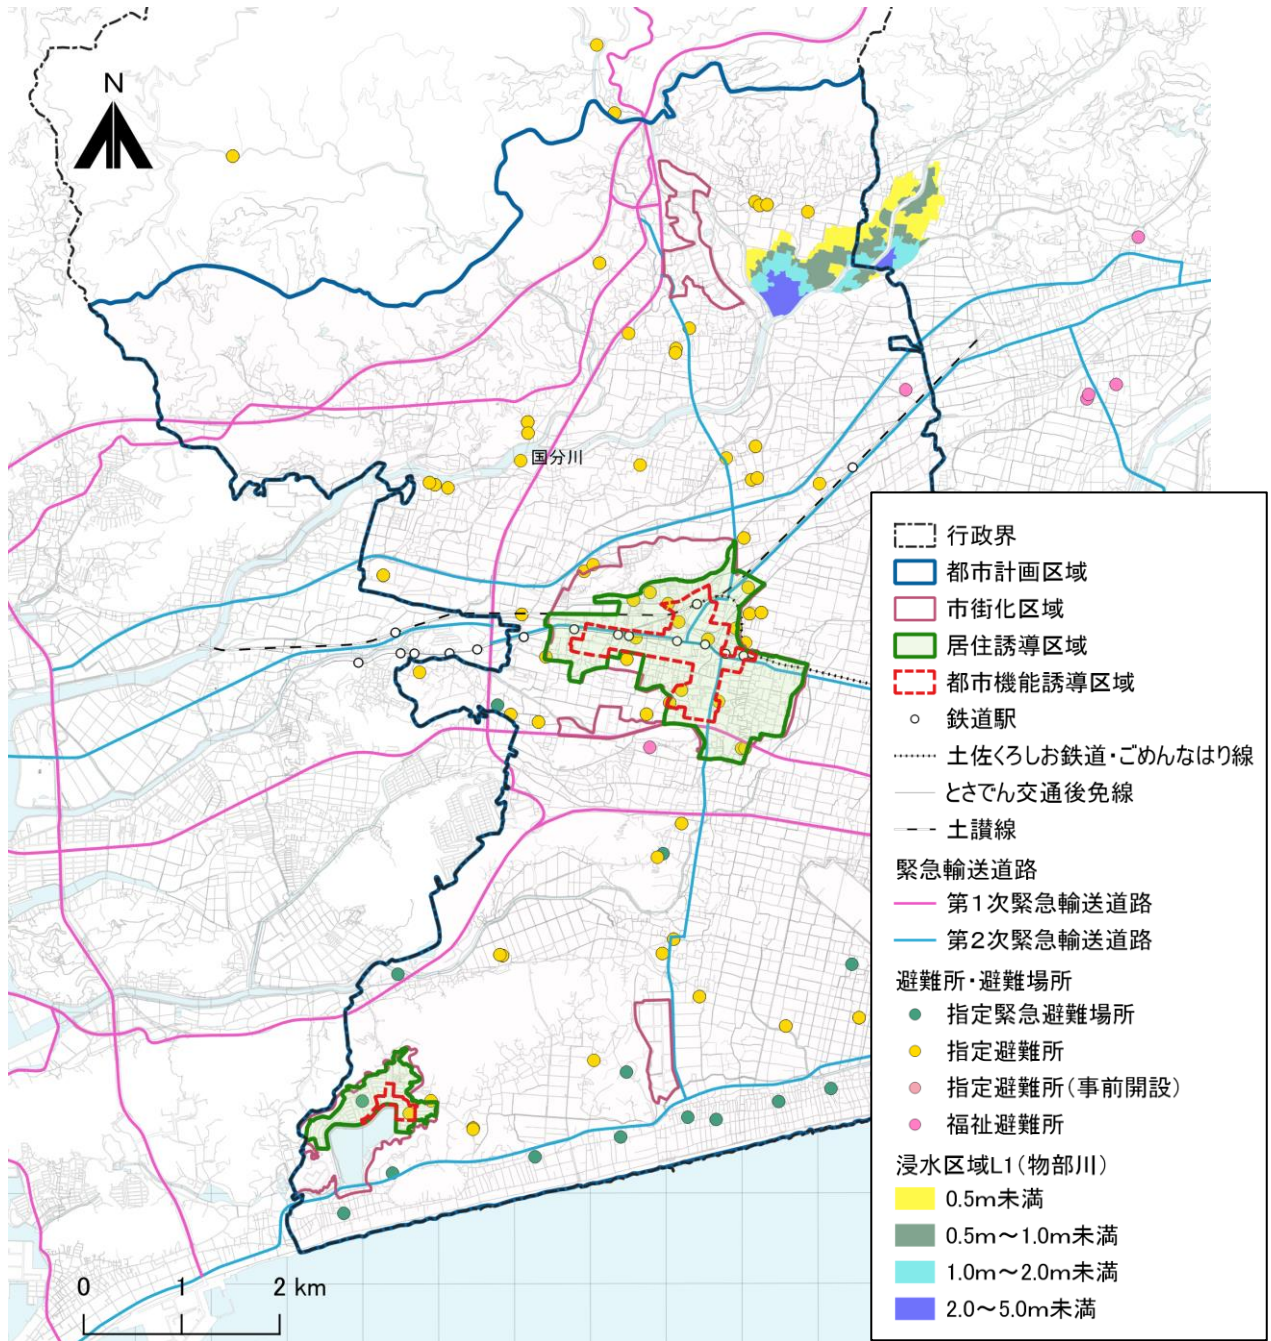 N
国分川
行政界
都市計画区域
市街化区域
居住誘導区域
都市機能誘導区域
鉄道駅
土佐くろしお鉄道・ごめんなはり線
とさでん交通後免線
土讃線
緊急輸送道路
第1次緊急輸送道路
第2次緊急輸送道路
避難所・避難場所
指定緊急避難場所
指定避難所
指定避難所(事前開設)
福祉避難所
浸水区域L1(物部川)
0.5m未満
0.5m～1.0m未満
1.0m～2.0m未満
2.0～5.0m未満
0 1 2 km